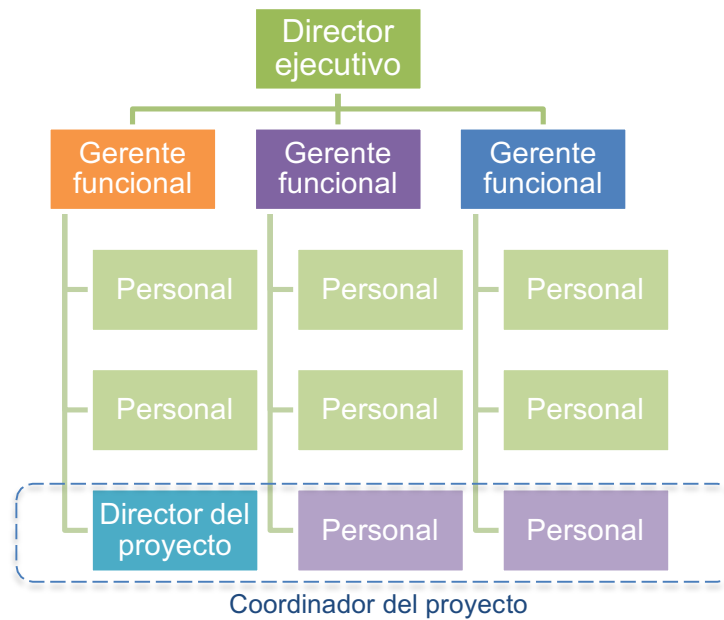 Director
ejecutivo
Gerente
funcional
Gerente
funcional
Gerente
funcional
Personal
Personal
Personal
Personal
Personal
Personal
Director del
proyecto
Personal
Personal
Coordinador del proyecto